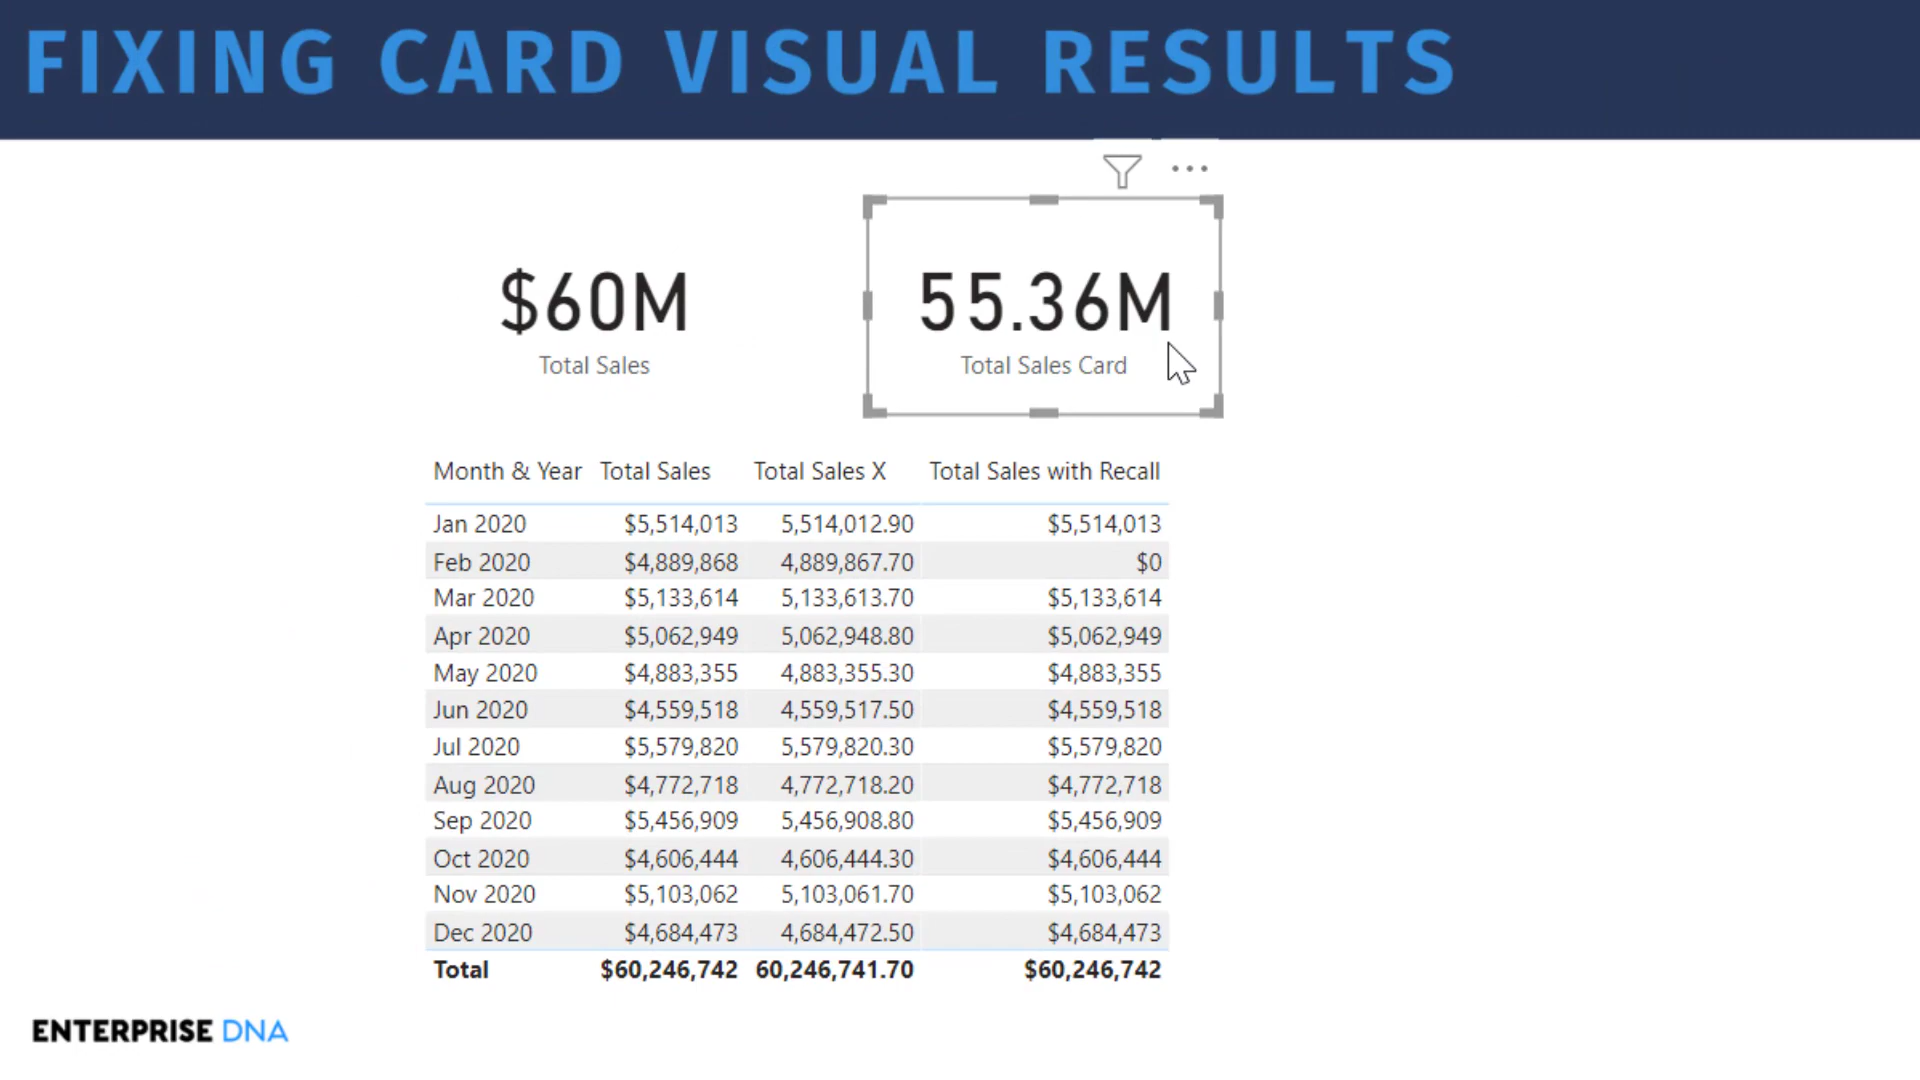 FIXING CARD VISUAL RESULTS
$60M
Total Sales
55.36M
Total Sales Card
Month & Year Total Sales Total Sales X Total Sales with Recall
Jan 2020 $5,514,013 5,514,012.90 $5,514,013
Feb 2020 $4,889,868 4,889,867.70 $0
Mar 2020 $5,133,614 5,133,613.70 $5,133,614
Apr 2020 $5,062,949 5,062,948.80 $5,062,949
May 2020 $4,883,355 4,883,355.30 $4,883,355
Jun 2020 $4,559,518 4,559,517.50 $4,559,518
Jul 2020 $5,579,820 5,579,820.30 $5,579,820
Aug 2020 $4,772,718 4,772,718.20 $4,772,718
Sep 2020 $5,456,909 5,456,908.80 $5,456,909
Oct 2020 $4,606,444 4,606,444.30 $4,606,444
Nov 2020 $5,103,062 5,103,061.70 $5,103,062
Dec 2020 $4,684,473 4,684,472.50 $4,684,473
Total $60,246,742 60,246,741.70 $60,246,742
ENTERPRISE DNA